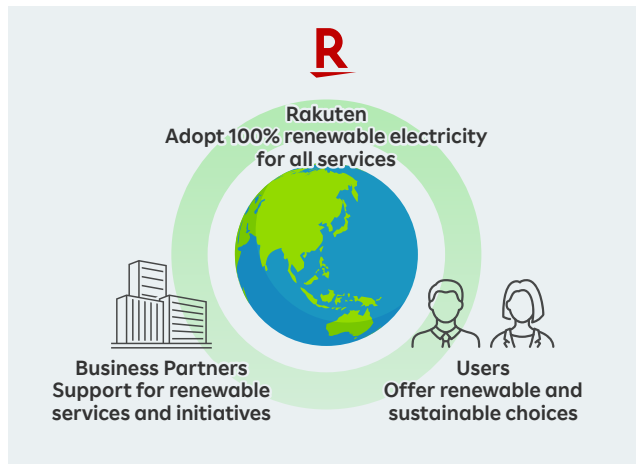 R
Rakuten
Adopt 100% renewable electricity
for all services
Business Partners
Support for renewable
services and initiatives
Users
Offer renewable and
sustainable choices